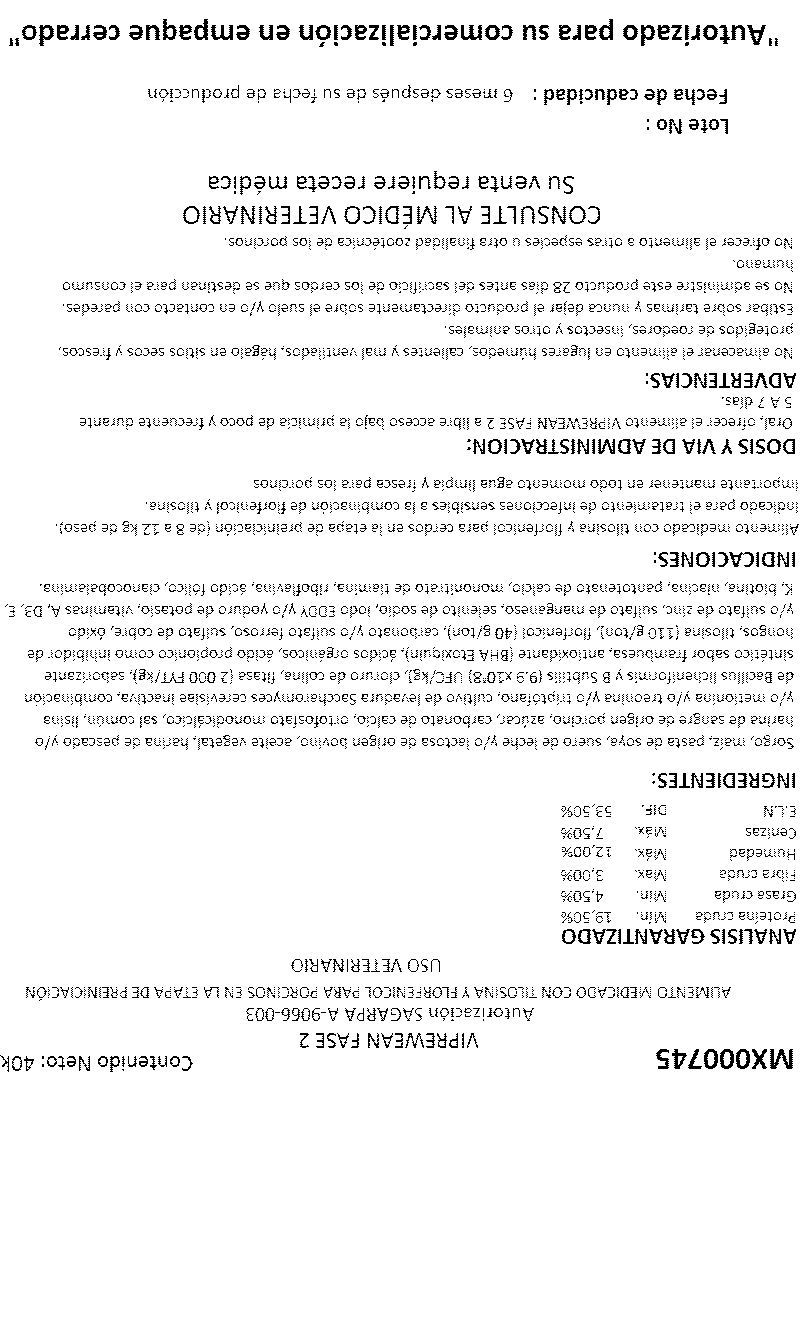 MX000745
Contenido Neto: 40k
VIPREWEAN FASE 2
Autorización SAGARPA A-9066-003
ALIMENTO MEDICADO CON TILOSINA Y FLORFENICOL PARA PORCINOS EN LA ETAPA DE PREINICIACIÓN
USO VETERINARIO
ANALISIS GARANTIZADO
Proteína cruda Mín. 19,50%
Grasa cruda Mín. 4,50%
Fibra cruda Máx. 3,00%
Humedad Máx. 12,00%
Cenizas Máx. 7,50%
E.L.N DIF. 53,50%
INGREDIENTES:
Sorgo, maíz, pasta de soya, suero de leche y/o lactosa de origen bovino, aceite vegetal, harina de pescado y/o
harina de sangre de origen porcino, azúcar, carbonato de calcio, ortofosfato monodicálcico, sal común, lisina
y/o metionina y/o treonina y/o triptófano, cultivo de levadura Saccharomyces cerevisiae inactiva, combinación
de Bacillus licheniformis y B Subtilis (9.9 x10^8) UFC/kg), cloruro de colina, fitasa (2 000 FYT/kg), saborizante
sintético sabor frambuesa, antioxidante (BHA Etoxiquin), ácidos orgánicos, ácido propionico como inhibidor de
hongos, tilosina (110 g/ton), florfenicol (40 g/ton), carbonato y/o sulfato ferroso, sulfato de cobre, óxido
y/o sulfato de zinc, sulfato de manganeso, selenito de sodio, iodo EDDY y/o yoduro de potasio, vitaminas A, D3, E,
K, biotina, niacina, pantotenato de calcio, mononitrato de tiamina, riboflavina, ácido fólico, cianocobalamina.
INDICACIONES:
Alimento medicado con tilosina y florfenicol para cerdos en la etapa de preiniciación (de 8 a 12 kg de peso).
Indicado para el tratamiento de infecciones sensibles a la combinación de florfenicol y tilosina.
Importante mantener en todo momento agua limpia y fresca para los porcinos
DOSIS Y VIA DE ADMINISTRACION:
Oral, ofrecer el alimento VIPREWEAN FASE 2 a libre acceso bajo la primicia de poco y frecuente durante
5 A 7 días.
ADVERTENCIAS:
No almacenar el alimento en lugares húmedos, calientes y mal ventilados, hágalo en sitios secos y frescos,
protegidos de roedores, insectos y otros animales.
Estibar sobre tarimas y nunca dejar el producto directamente sobre el suelo y/o en contacto con paredes.
No se administre este producto 28 días antes del sacrificio de los cerdos que se destinan para el consumo
humano.
No ofrecer el alimento a otras especies u otra finalidad zootécnica de los porcinos.
CONSULTE AL MÉDICO VETERINARIO
Su venta requiere receta médica
Lote No :
Fecha de caducidad : 6 meses después de su fecha de producción
"Autorizado para su comercialización en empaque cerrado"